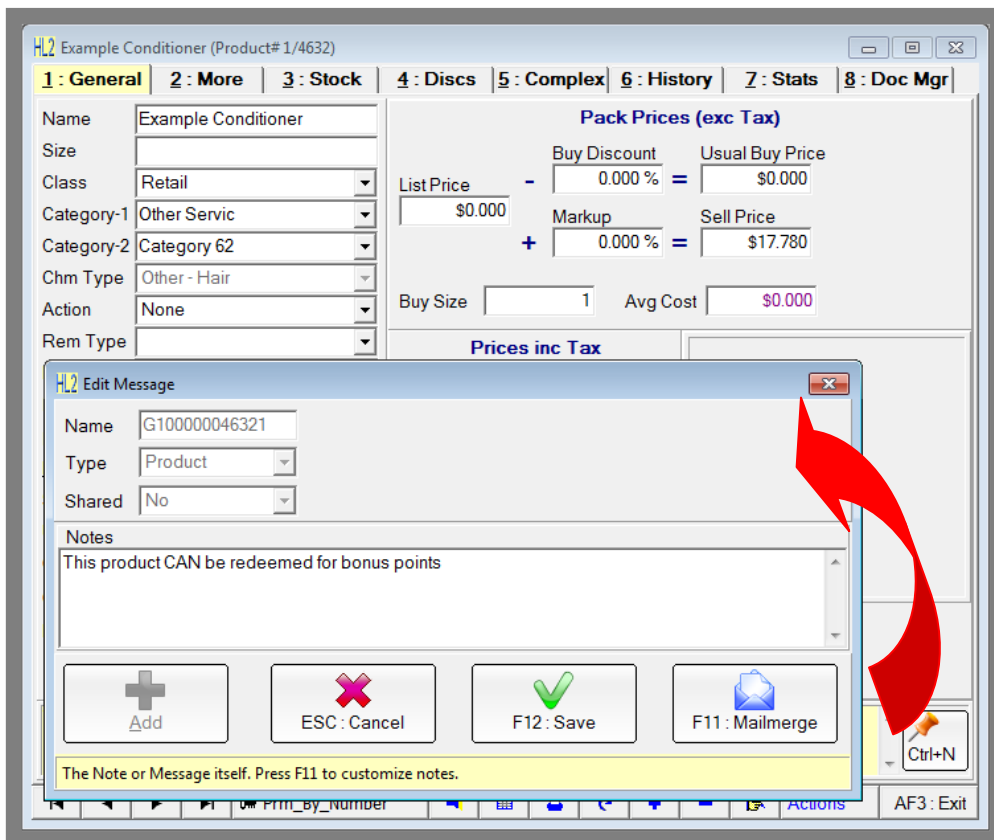 HL2 Example Conditioner (Product# 1/4632)
1 : General 2 : More 3 : Stock 4 : Discs 5 : Complex 6 : History 7 : Stats 8 : Doc Mgr
Name Example Conditioner
Size
Class Retail
Category-1 Other Servic
Category-2 Category 62
Chm Type Other - Hair
Action None
Rem Type
Pack Prices (exc Tax)
Buy Discount Usual Buy Price
List Price - 0.000 % = $0.000
$0.000 Markup Sell Price
+ 0.000 % = $17.780
Buy Size 1 Avg Cost $0.000
Prices inc Tax
HL2 Edit Message
Name G100000046321
Type Product
Shared No
Notes
This product CAN be redeemed for bonus points
Add ESC : Cancel F12 : Save F11 : Mailmerge
The Note or Message itself. Press F11 to customize notes.
Ctrl+N
Prm_By_Number Actions AF3 : Exit